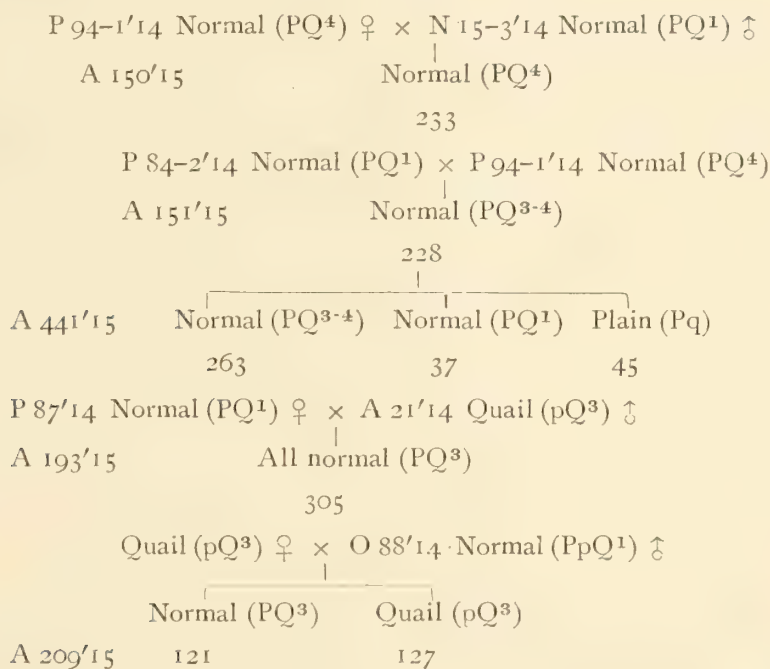 P 94–1′14 Normal (PQ⁴) ♀ × N 15–3′14 Normal (PQ¹) ♂
A 150′15 Normal (PQ⁴)
233
P 84–2′14 Normal (PQ¹) × P 94–1′14 Normal (PQ⁴)
A 151′15 Normal (PQ³⁻⁴)
228
A 441′15 Normal (PQ³⁻⁴) Normal (PQ¹) Plain (Pq)
263 37 45
P 87′14 Normal (PQ¹) ♀ × A 21′14 Quail (pQ³) ♂
A 193′15 All normal (PQ³)
305
Quail (pQ³) ♀ × O 88′14 Normal (PpQ¹) ♂
Normal (PQ³) Quail (pQ³)
A 209′15 121 127